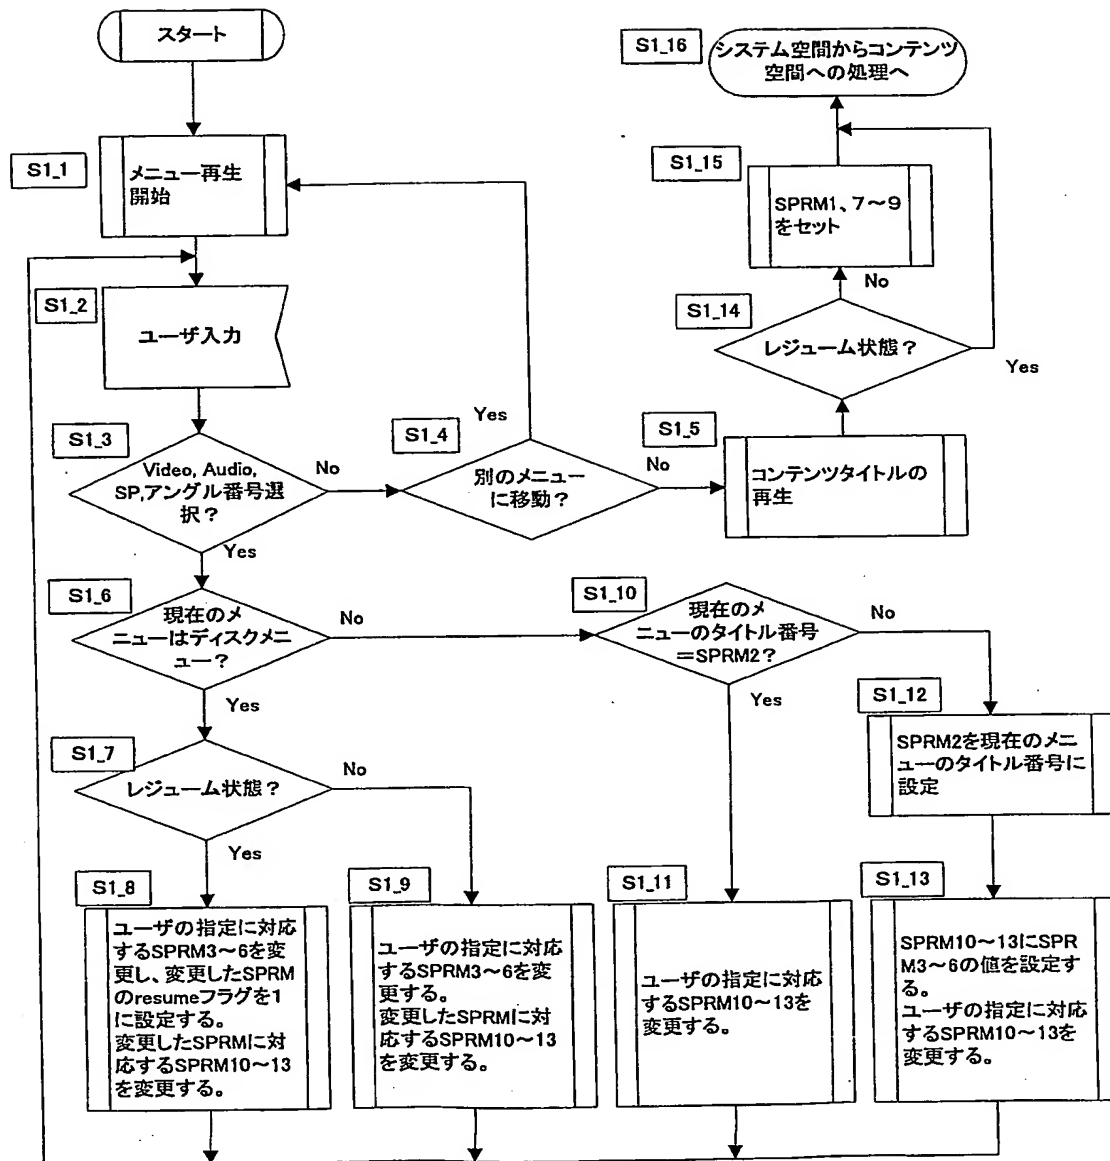 スタート
S1_1
メニュー再生
開始
S1_2
ユーザ入力
S1_3
Video, Audio,
SP,アングル番号選
択？
No
Yes
S1_4
別のメニュー
に移動？
Yes
No
S1_5
コンテンツタイトルの
再生
S1_14
レジューム状態？
No
Yes
S1_15
SPRM1、7～9
をセット
S1_16
システム空間からコンテンツ
空間への処理へ
S1_6
現在のメ
ニューはディスクメニ
ュー？
No
Yes
S1_7
レジューム状態？
No
Yes
S1_8
ユーザの指定に対応
するSPRM3～6を変
更し、変更したSPRM
のresumeフラグを1
に設定する。
変更したSPRMに対
応するSPRM10～13
を変更する。
S1_9
ユーザの指定に対応
するSPRM3～6を変
更する。
変更したSPRMに対
応するSPRM10～13
を変更する。
S1_10
現在のメ
ニューのタイトル番号
＝SPRM2？
No
Yes
S1_11
ユーザの指定に対応
するSPRM10～13を
変更する。
S1_12
SPRM2を現在のメニ
ューのタイトル番号に
設定
S1_13
SPRM10～13にSPR
M3～6の値を設定す
る。
ユーザの指定に対応
するSPRM10～13を
変更する。